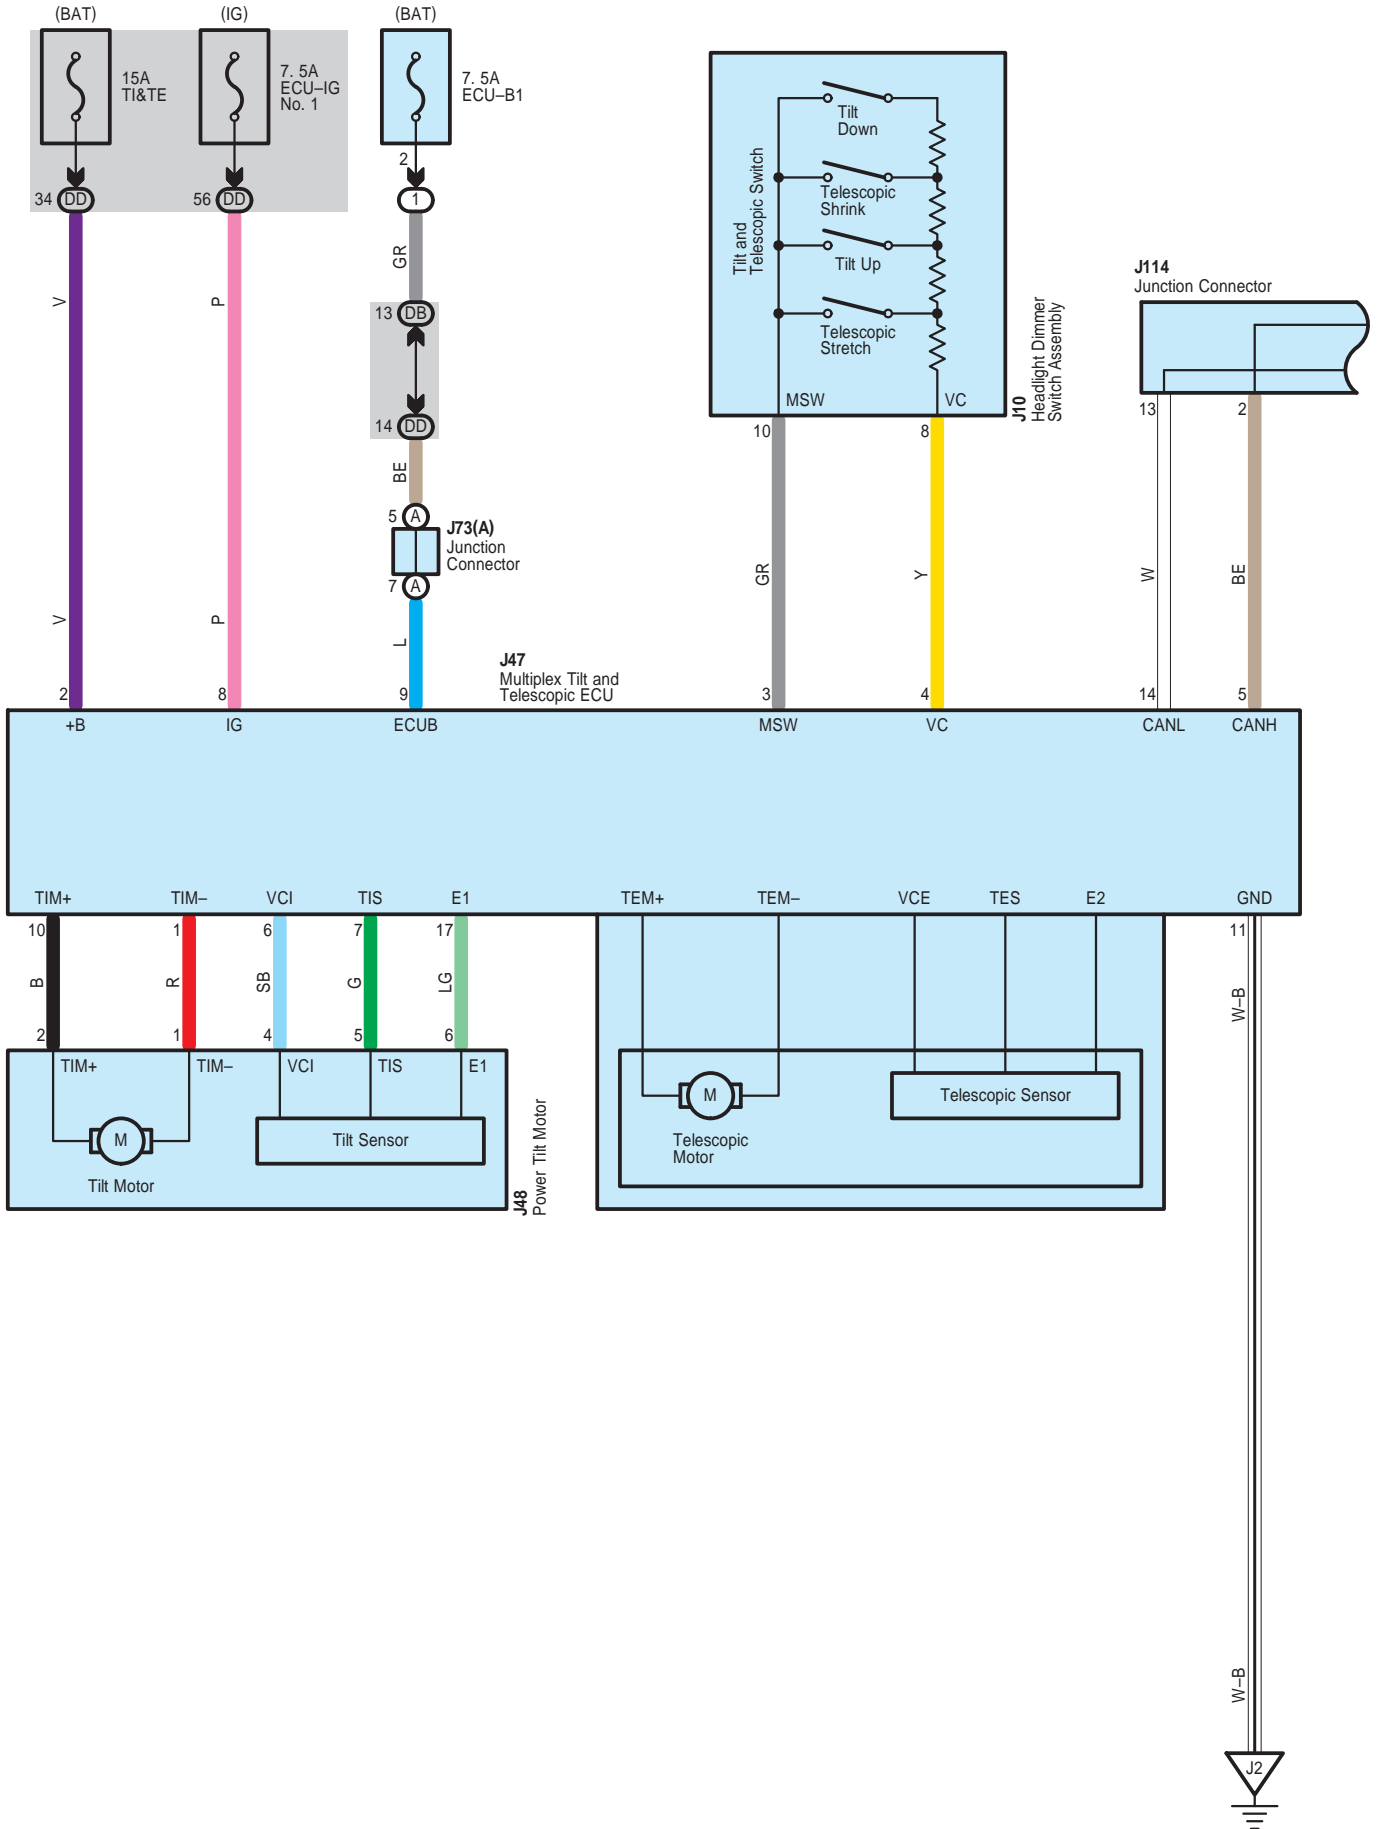 (BAT)
(IG)
(BAT)
15A
TI&TE
7. 5A
ECU–IG
No. 1
7. 5A
ECU–B1
2
34 DD
56 DD
1
V
P
GR
13 DB
14 DD
BE
5 A
J73(A)
Junction
Connector
7 A
V
P
L
Tilt and
Telescopic Switch
Tilt
Down
Telescopic
Shrink
Tilt Up
Telescopic
Stretch
MSW
VC
J10
Headlight Dimmer
Switch Assembly
10
8
GR
Y
J114
Junction Connector
13
2
W
BE
J47
Multiplex Tilt and
Telescopic ECU
2
8
9
3
4
14
5
+B
IG
ECUB
MSW
VC
CANL
CANH
TIM+
TIM–
VCI
TIS
E1
TEM+
TEM–
VCE
TES
E2
GND
10
1
6
7
17
11
B
R
SB
G
LG
W–B
2
1
4
5
6
TIM+
TIM–
VCI
TIS
E1
M
Tilt Motor
Tilt Sensor
J48
Power Tilt Motor
M
Telescopic
Motor
Telescopic Sensor
W–B
J2